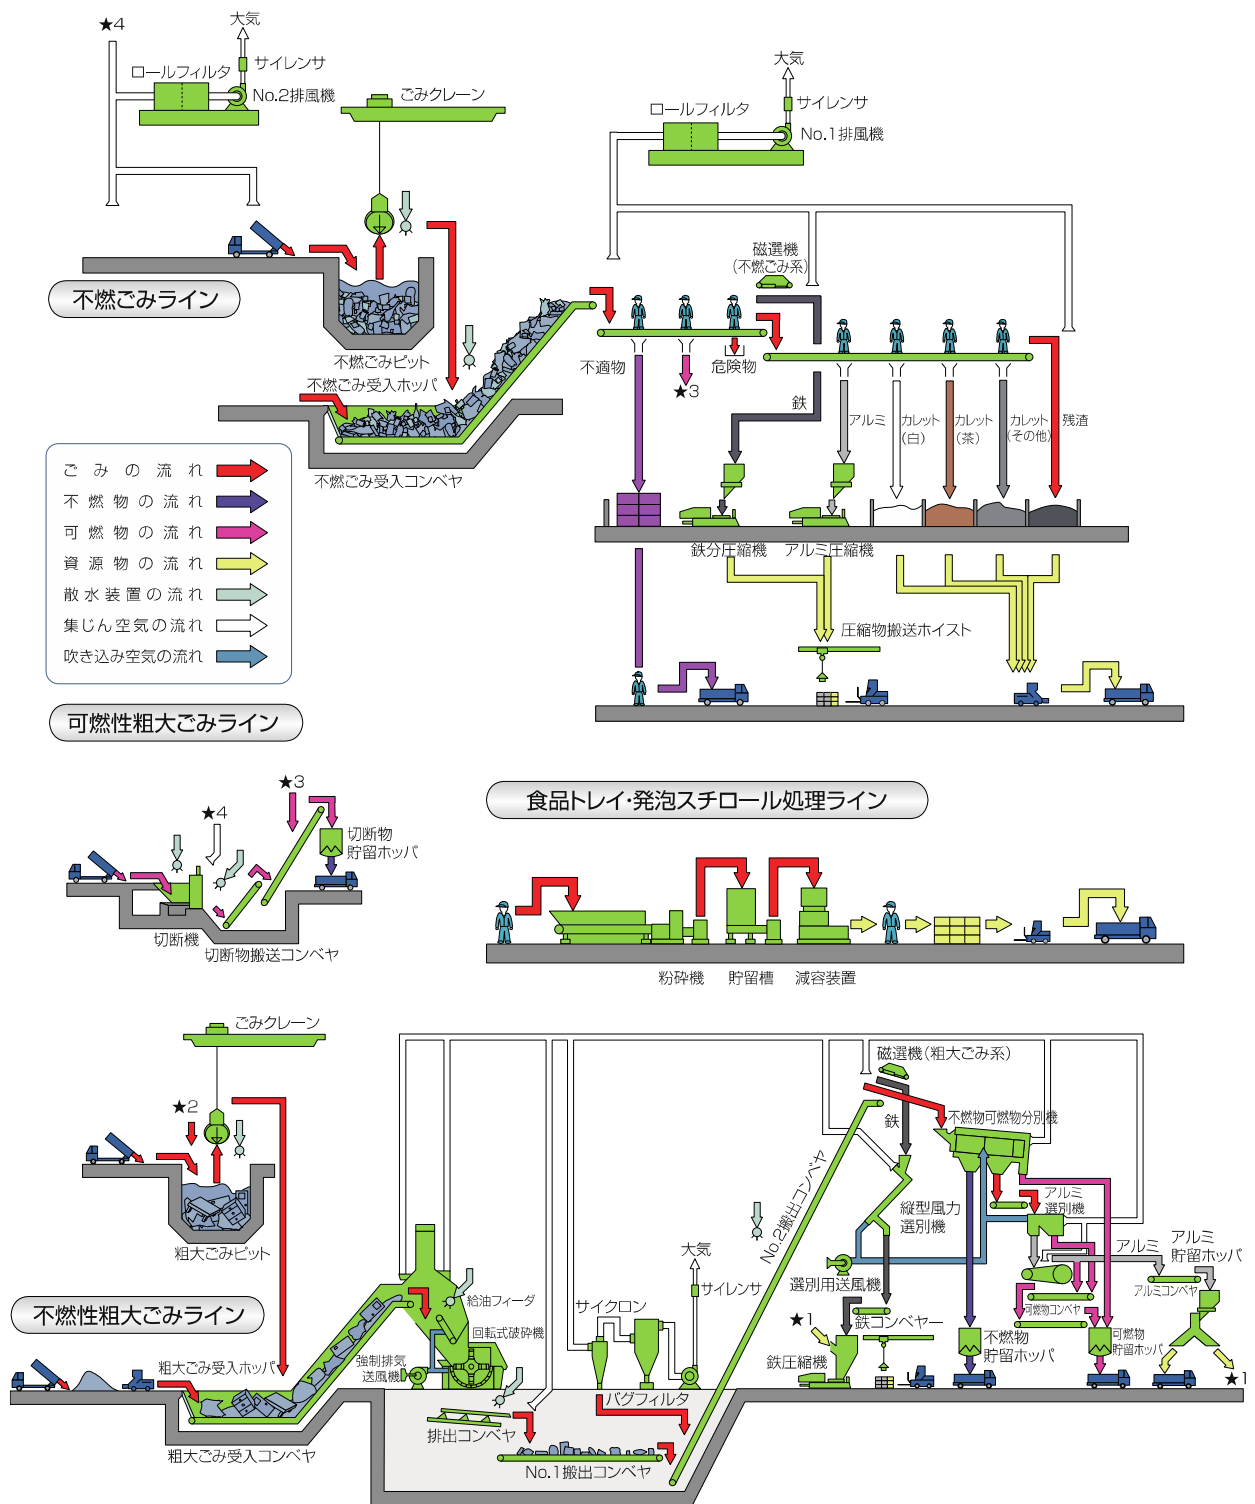 ★4
大気
サイレンサ
ロールフィルタ
No.2排風機
ごみクレーン
大気
サイレンサ
ロールフィルタ
No.1排風機
磁選機
(不燃ごみ系)
不燃ごみライン
不燃ごみピット
不燃ごみ受入ホッパ
不燃ごみ受入コンベヤ
不適物
★3
危険物
鉄
アルミ
カレット
(白)
カレット
(茶)
カレット
(その他)
残渣
ごみの流れ
不燃物の流れ
可燃物の流れ
資源物の流れ
散水装置の流れ
集じん空気の流れ
吹き込み空気の流れ
鉄分圧縮機
アルミ圧縮機
圧縮物搬送ホイスト
可燃性粗大ごみライン
★3
★4
切断物
貯留ホッパ
切断機
切断物搬送コンベヤ
食品トレイ・発泡スチロール処理ライン
粉砕機
貯留槽
減容装置
ごみクレーン
★2
粗大ごみピット
不燃性粗大ごみライン
粗大ごみ受入ホッパ
粗大ごみ受入コンベヤ
給油フィーダ
回転式破砕機
強制排気
送風機
排出コンベヤ
No.1搬出コンベヤ
サイクロン
バグフィルタ
大気
サイレンサ
No.2搬出コンベヤ
磁選機(粗大ごみ系)
鉄
不燃物可燃物分別機
縦型風力
選別機
選別用送風機
アルミ
選別機
アルミ
アルミ
貯留ホッパ
アルミコンベヤ
可燃物コンベヤ
★1
鉄コンベヤー
鉄圧縮機
不燃物
貯留ホッパ
可燃物
貯留ホッパ
★1